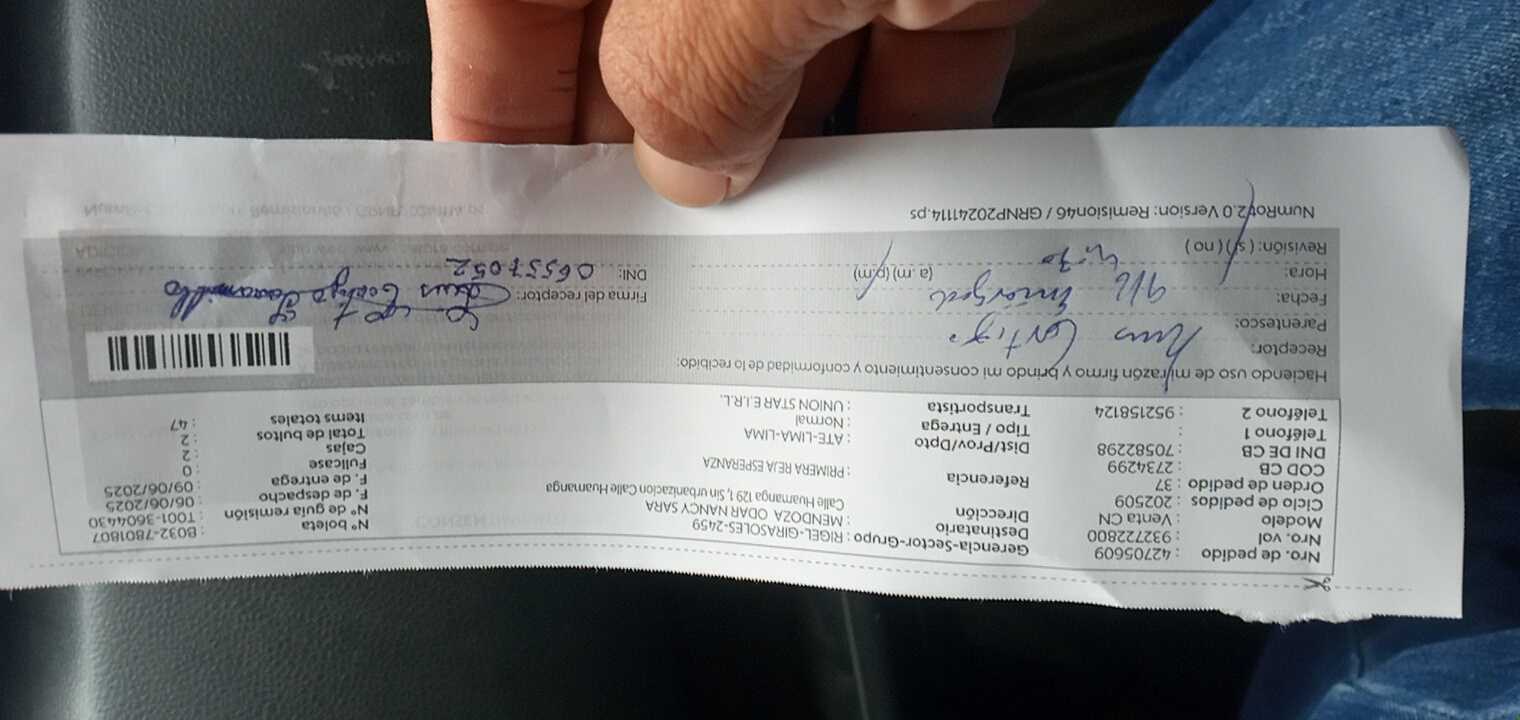 Nro. de pedido : 42705609
Nro. vol : 932722800
Modelo : Venta CN
Ciclo de pedidos : 202509
Orden de pedido : 37
COD CB : 2734299
DNI DE CB : 70582298
Teléfono 1 :
Teléfono 2 : 952158124
Gerencia-Sector-Grupo : RIGEL-GIRASOLES-2459
Destinatario : MENDOZA ODAR NANCY SARA
Dirección Calle Huamanga 129 1, Sin urbanizacion Calle Huamanga
Referencia : PRIMERA REJA ESPERANZA
Dist/Prov/Dpto : ATE-LIMA-LIMA
Tipo / Entrega : Normal
Transportista : UNION STAR E.I.R.L.
N° boleta : B032-7801807
N° de guía remisión : T001-3604430
F. de despacho : 06/06/2025
F. de entrega : 09/06/2025
Fullcase : 0
Cajas : 2
Total de bultos : 2
Items totales : 47
Haciendo uso de mi razón firmo y brindo mi consentimiento y conformidad de lo recibido:
Receptor:
Parentesco:
Fecha: 9/6
Hora: 4:30 (a .m) (p.m)
Revisión: ( si ) ( no )
Firma del receptor:
DNI: 06557052
NumRot2.0 Version: Remision46 / GRNP20241114.ps